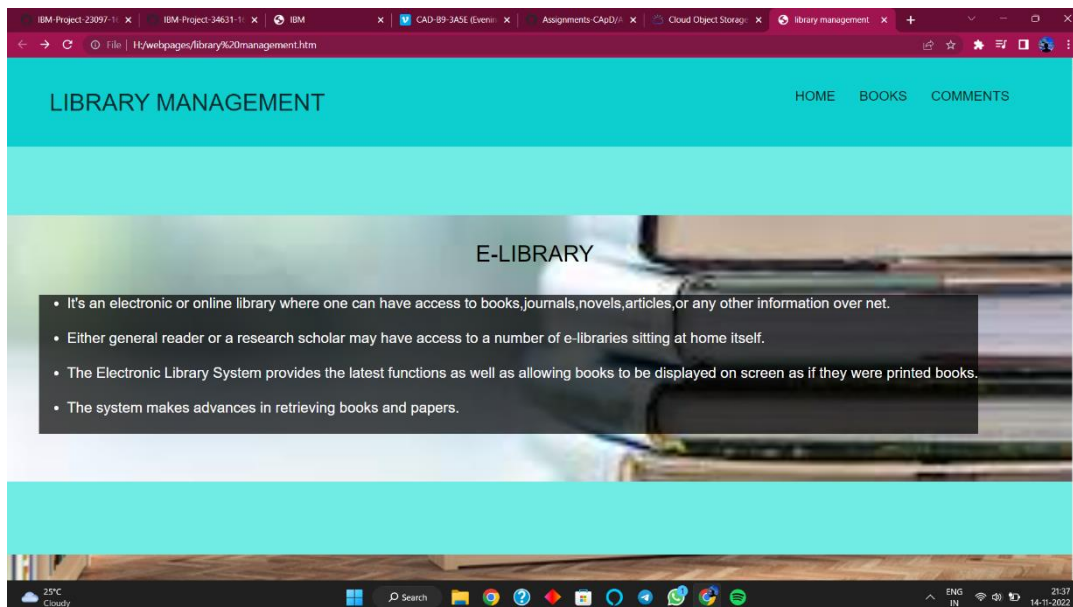 IBM-Project-23097-16
IBM-Project-34631-16
IBM
CAD-B9-3A5E (Evenin
Assignments-CApD/A
Cloud Object Storage
library management
File | H:/webpages/library%20management.htm
LIBRARY MANAGEMENT
HOME BOOKS COMMENTS
E-LIBRARY
• It's an electronic or online library where one can have access to books,journals,novels,articles,or any other information over net.
• Either general reader or a research scholar may have access to a number of e-libraries sitting at home itself.
• The Electronic Library System provides the latest functions as well as allowing books to be displayed on screen as if they were printed books.
• The system makes advances in retrieving books and papers.
25°C
Cloudy
Search
ENG
IN
21:37
14-11-2022